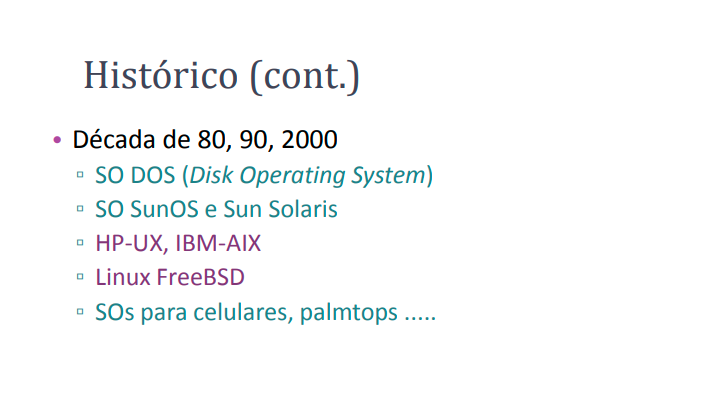 Histórico (cont.)
• Década de 80, 90, 2000
▫ SO DOS (Disk Operating System)
▫ SO SunOS e Sun Solaris
▫ HP-UX, IBM-AIX
▫ Linux FreeBSD
▫ SOs para celulares, palmtops .....